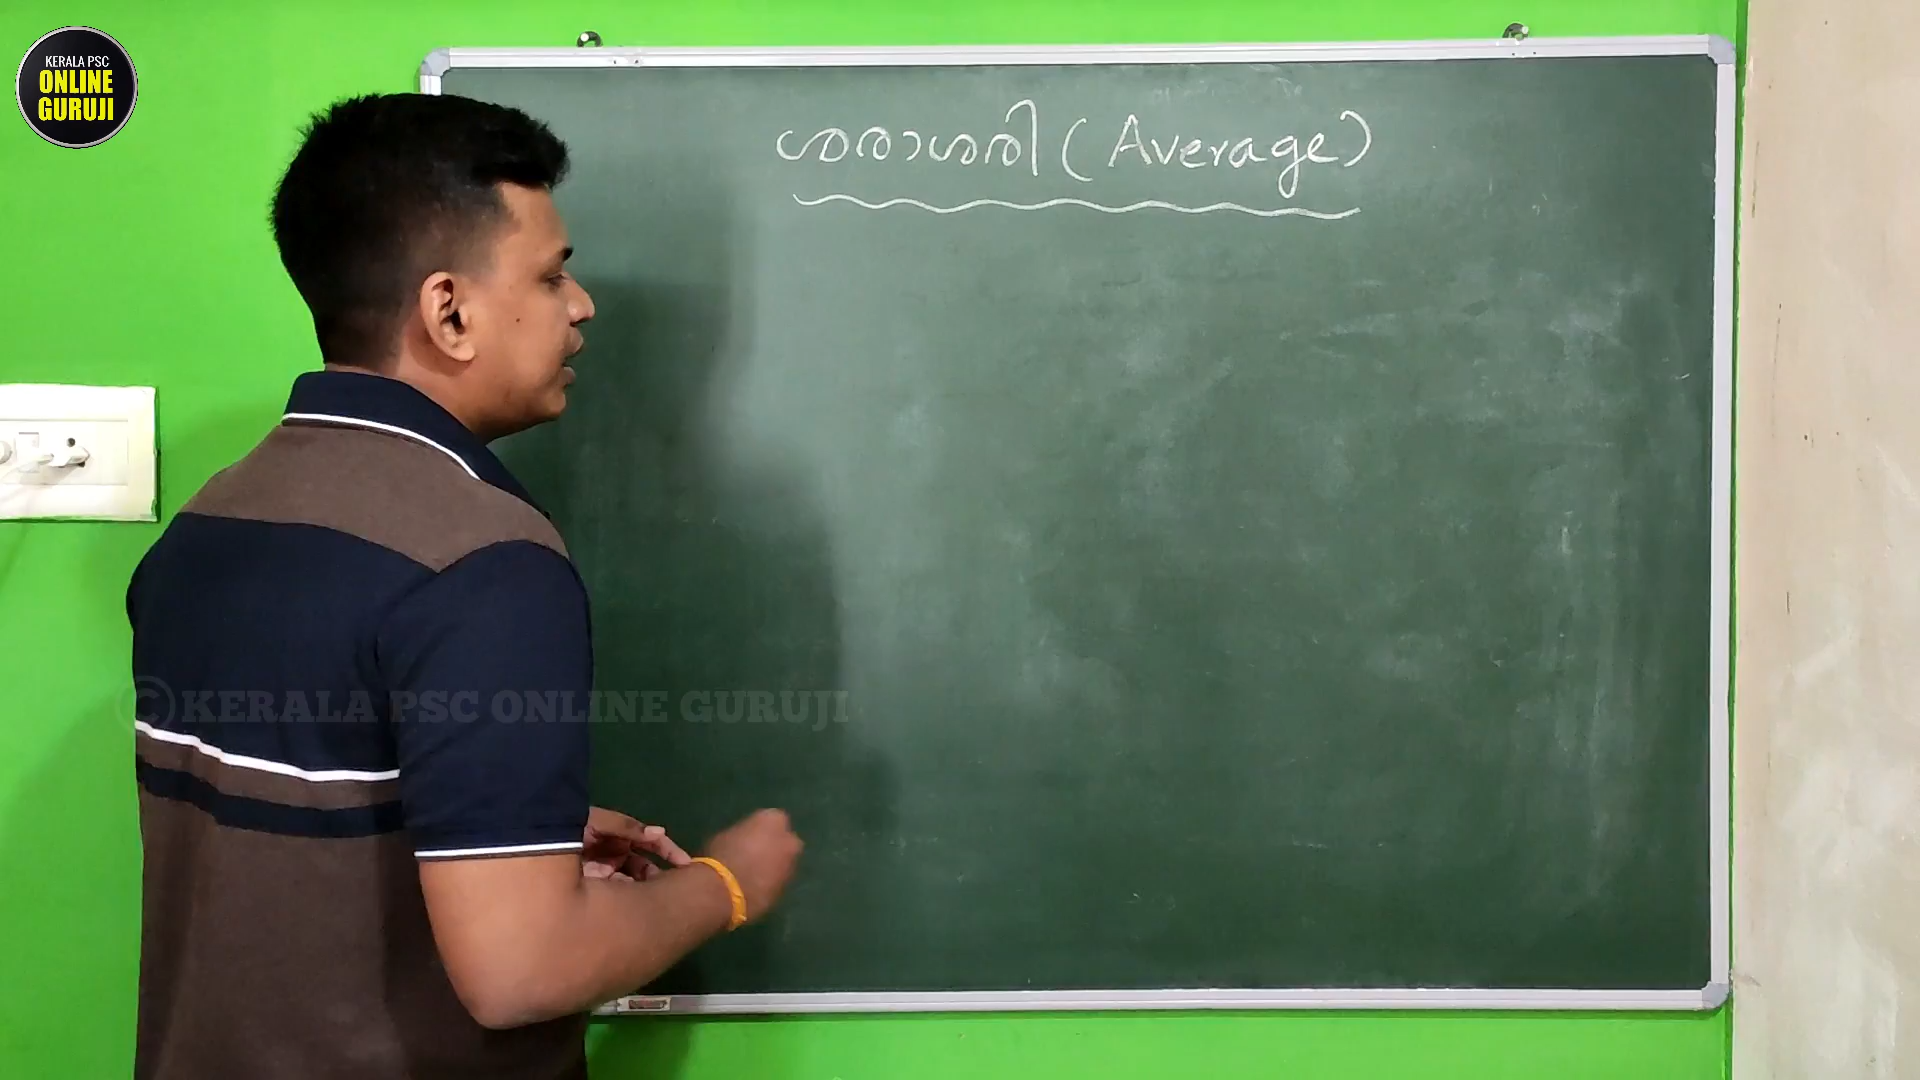 KERALA PSC
ONLINE
GURUJI
ശരാശരി (Average)
©KERALA PSC ONLINE GURUJI